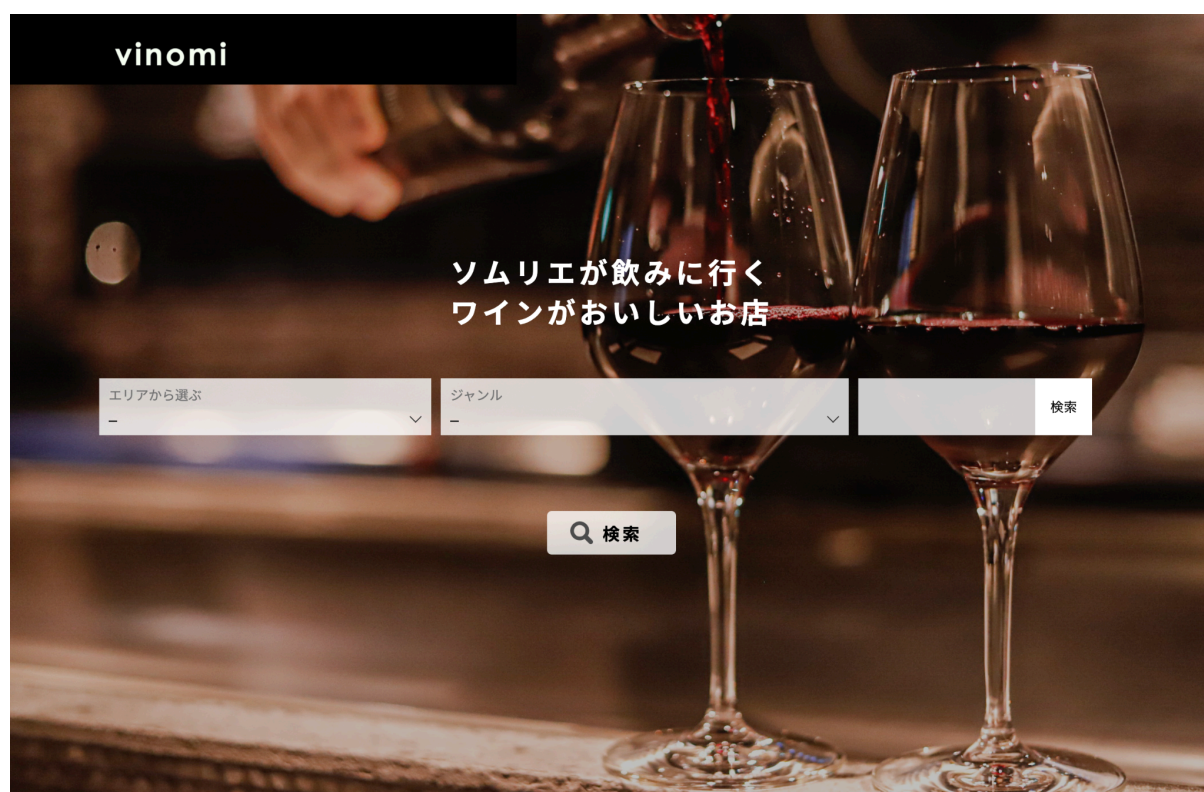 vinomi
ソムリエが飲みに行く
ワインがおいしいお店
エリアから選ぶ
–
ジャンル
–
検索
検索